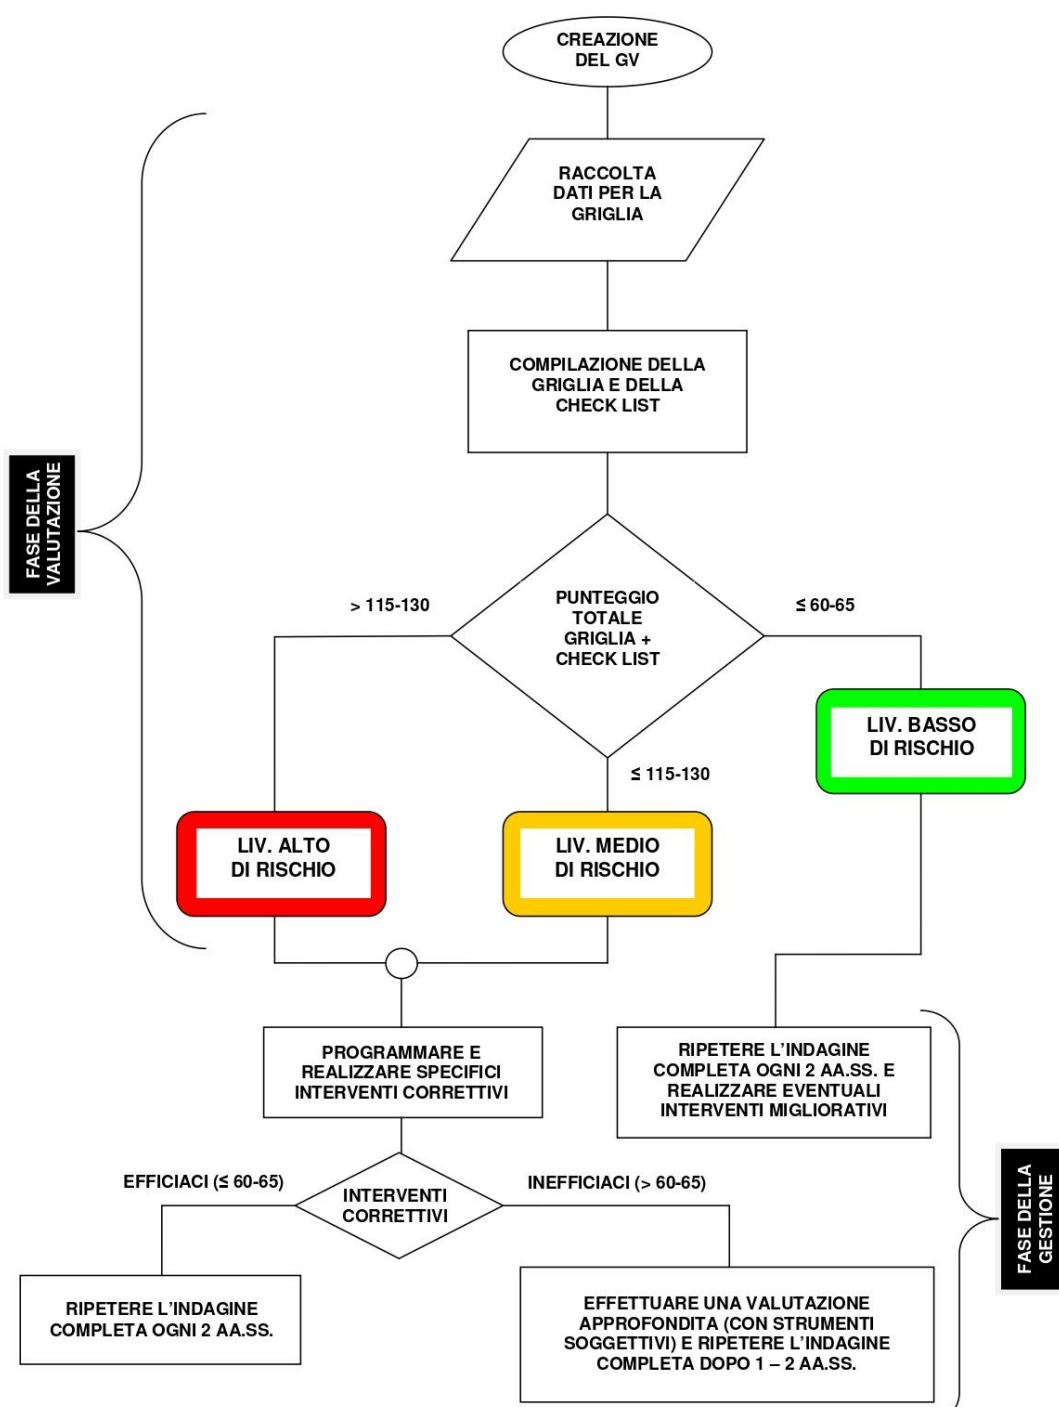 CREAZIONE
DEL GV
RACCOLTA
DATI PER LA
GRIGLIA
COMPILAZIONE DELLA
GRIGLIA E DELLA
CHECK LIST
FASE DELLA
VALUTAZIONE
> 115-130
PUNTEGGIO
TOTALE
GRIGLIA +
CHECK LIST
≤ 60-65
LIV. BASSO
DI RISCHIO
≤ 115-130
LIV. ALTO
DI RISCHIO
LIV. MEDIO
DI RISCHIO
PROGRAMMARE E
REALIZZARE SPECIFICI
INTERVENTI CORRETTIVI
RIPETERE L’INDAGINE
COMPLETA OGNI 2 AA.SS. E
REALIZZARE EVENTUALI
INTERVENTI MIGLIORATIVI
EFFICIACI (≤ 60-65)
INTERVENTI
CORRETTIVI
INEFFICIACI (> 60-65)
FASE DELLA
GESTIONE
RIPETERE L’INDAGINE
COMPLETA OGNI 2 AA.SS.
EFFETTUARE UNA VALUTAZIONE
APPROFONDITA (CON STRUMENTI
SOGGETTIVI) E RIPETERE L’INDAGINE
COMPLETA DOPO 1 – 2 AA.SS.